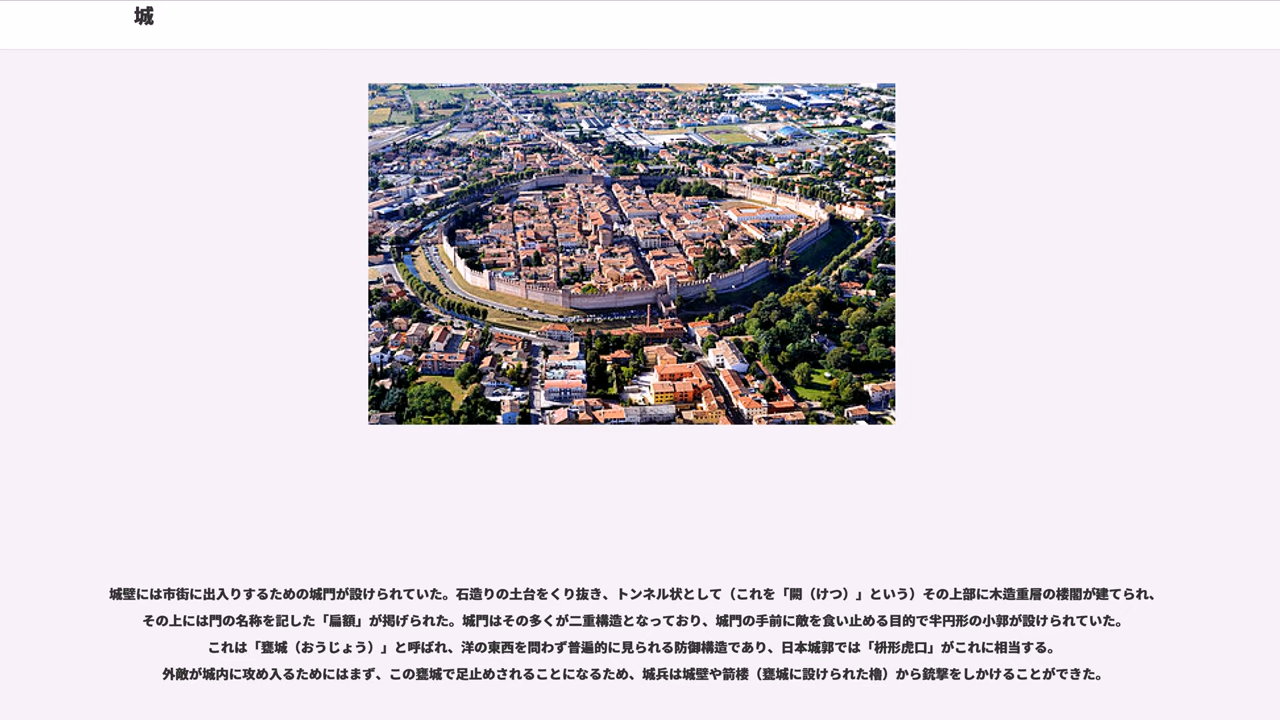 城
城壁には市街に出入りするための城門が設けられていた。石造りの土台をくり抜き、トンネル状として（これを「闕（けつ）」という）その上部に木造重層の楼閣が建てられ、
その上には門の名称を記した「扁額」が掲げられた。城門はその多くが二重構造となっており、城門の手前に敵を食い止める目的で半円形の小郭が設けられていた。
これは「甕城（おうじょう）」と呼ばれ、洋の東西を問わず普遍的に見られる防御構造であり、日本城郭では「枡形虎口」がこれに相当する。
外敵が城内に攻め入るためにはまず、この甕城で足止めされることになるため、城兵は城壁や箭楼（甕城に設けられた櫓）から銃撃をしかけることができた。